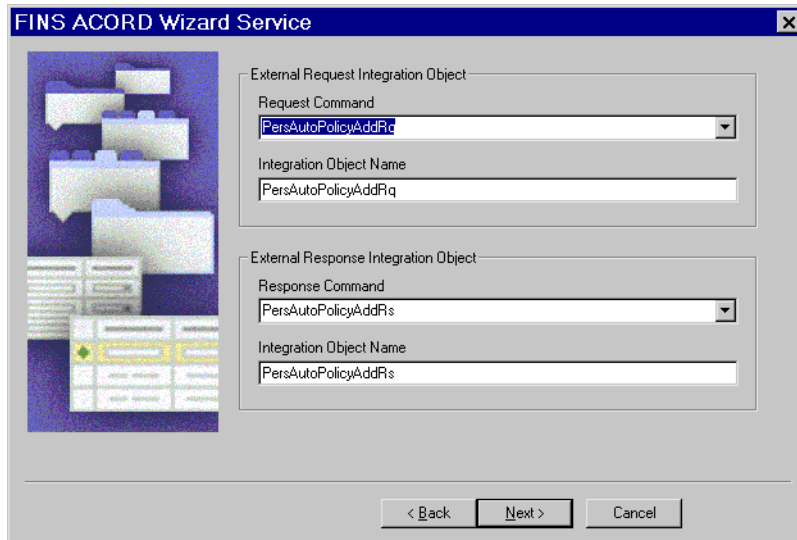 FINS ACORD Wizard Service
External Request Integration Object
Request Command
PersAutoPolicyAddRq
Integration Object Name
PersAutoPolicyAddRq
External Response Integration Object
Response Command
PersAutoPolicyAddRs
Integration Object Name
PersAutoPolicyAddRs
< Back Next > Cancel